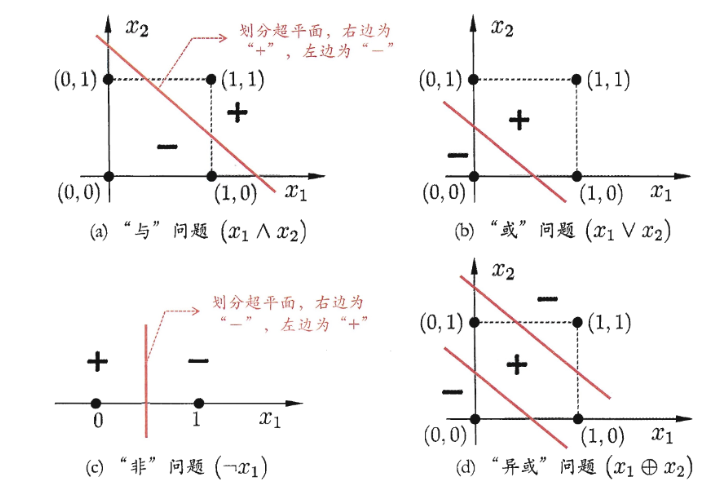 x₂
划分超平面，右边为
“+”，左边为“−”
(0, 1)
(1, 1)
+
−
(0,0)
(1,0)
x₁
(a) “与” 问题 (x₁ ∧ x₂)
x₂
(0, 1)
(1, 1)
+
−
(0,0)
(1,0)
x₁
(b) “或” 问题 (x₁ ∨ x₂)
划分超平面，右边为
“−”，左边为“+”
+
−
0
1
x₁
(c) “非” 问题 (¬x₁)
x₂
−
(0, 1)
(1, 1)
+
−
(0,0)
(1,0)
x₁
(d) “异或” 问题 (x₁ ⊕ x₂)